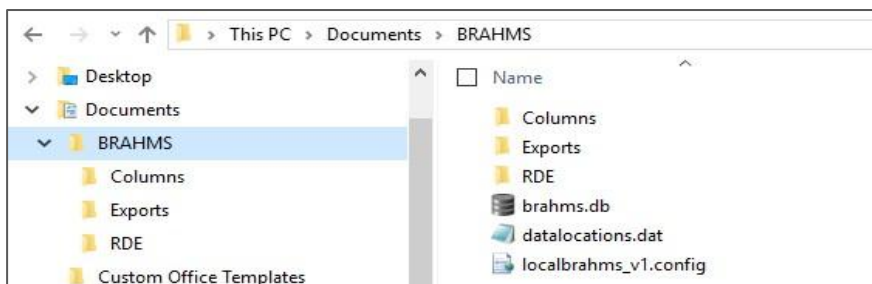 This PC > Documents > BRAHMS
Desktop
Documents
BRAHMS
Columns
Exports
RDE
Custom Office Templates
Name
Columns
Exports
RDE
brahms.db
datalocations.dat
localbrahms_v1.config